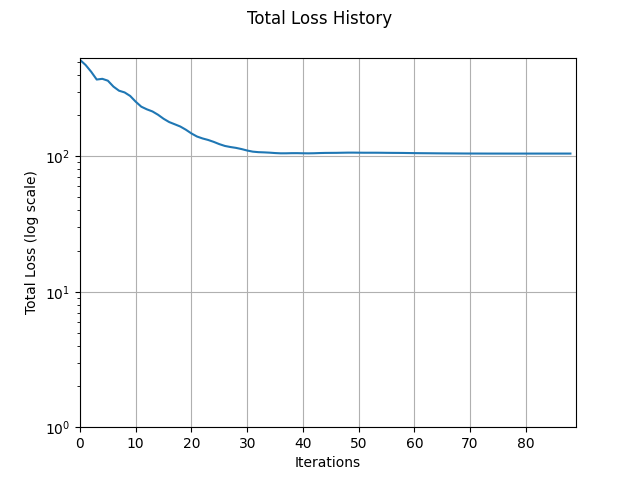 Total Loss History
Total Loss (log scale)
10²
10¹
10⁰
0 10 20 30 40 50 60 70 80
Iterations